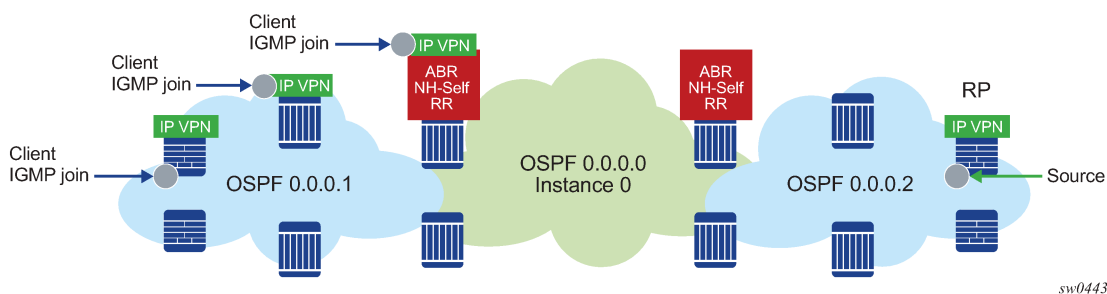 Client
IGMP join
IP VPN
Client
IGMP join
IP VPN
ABR
NH-Self
RR
ABR
NH-Self
RR
RP
IP VPN
IP VPN
Client
IGMP join
OSPF 0.0.0.1
OSPF 0.0.0.0
Instance 0
OSPF 0.0.0.2
Source
sw0443